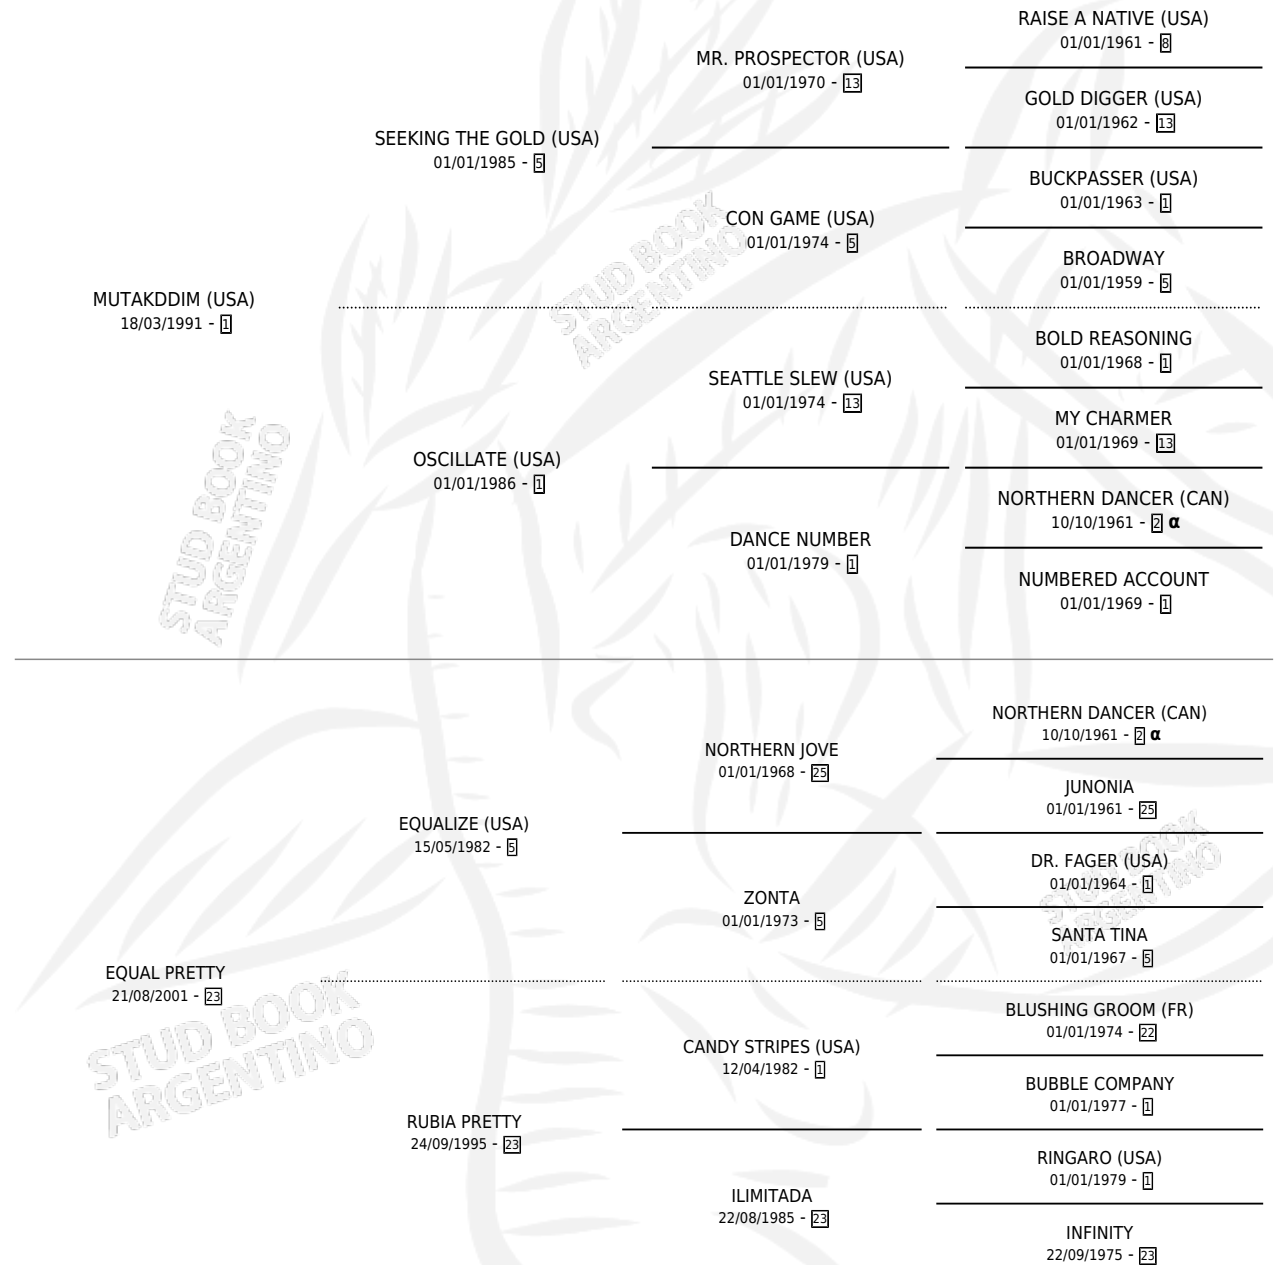 RAISE A NATIVE (USA)
01/01/1961 - 8
MR. PROSPECTOR (USA)
01/01/1970 - 13
GOLD DIGGER (USA)
01/01/1962 - 13
SEEKING THE GOLD (USA)
01/01/1985 - 5
BUCKPASSER (USA)
01/01/1963 - 1
CON GAME (USA)
01/01/1974 - 5
BROADWAY
01/01/1959 - 5
STUD BOOK
ARGENTINO
MUTAKDDIM (USA)
18/03/1991 - 1
BOLD REASONING
01/01/1968 - 1
SEATTLE SLEW (USA)
01/01/1974 - 13
MY CHARMER
01/01/1969 - 13
OSCILLATE (USA)
01/01/1986 - 1
STUD BOOK
ARGENTINO
NORTHERN DANCER (CAN)
10/10/1961 - 2 α
DANCE NUMBER
01/01/1979 - 1
NUMBERED ACCOUNT
01/01/1969 - 1
NORTHERN DANCER (CAN)
10/10/1961 - 2 α
NORTHERN JOVE
01/01/1968 - 25
JUNONIA
01/01/1961 - 25
EQUALIZE (USA)
15/05/1982 - 5
DR. FAGER (USA)
01/01/1964 - 1
STUD BOOK
ARGENTINO
ZONTA
01/01/1973 - 5
SANTA TINA
01/01/1967 - 5
EQUAL PRETTY
21/08/2001 - 23
STUD BOOK
ARGENTINO
BLUSHING GROOM (FR)
01/01/1974 - 22
CANDY STRIPES (USA)
12/04/1982 - 1
BUBBLE COMPANY
01/01/1977 - 1
RUBIA PRETTY
24/09/1995 - 23
RINGARO (USA)
01/01/1979 - 1
ILIMITADA
22/08/1985 - 23
INFINITY
22/09/1975 - 23